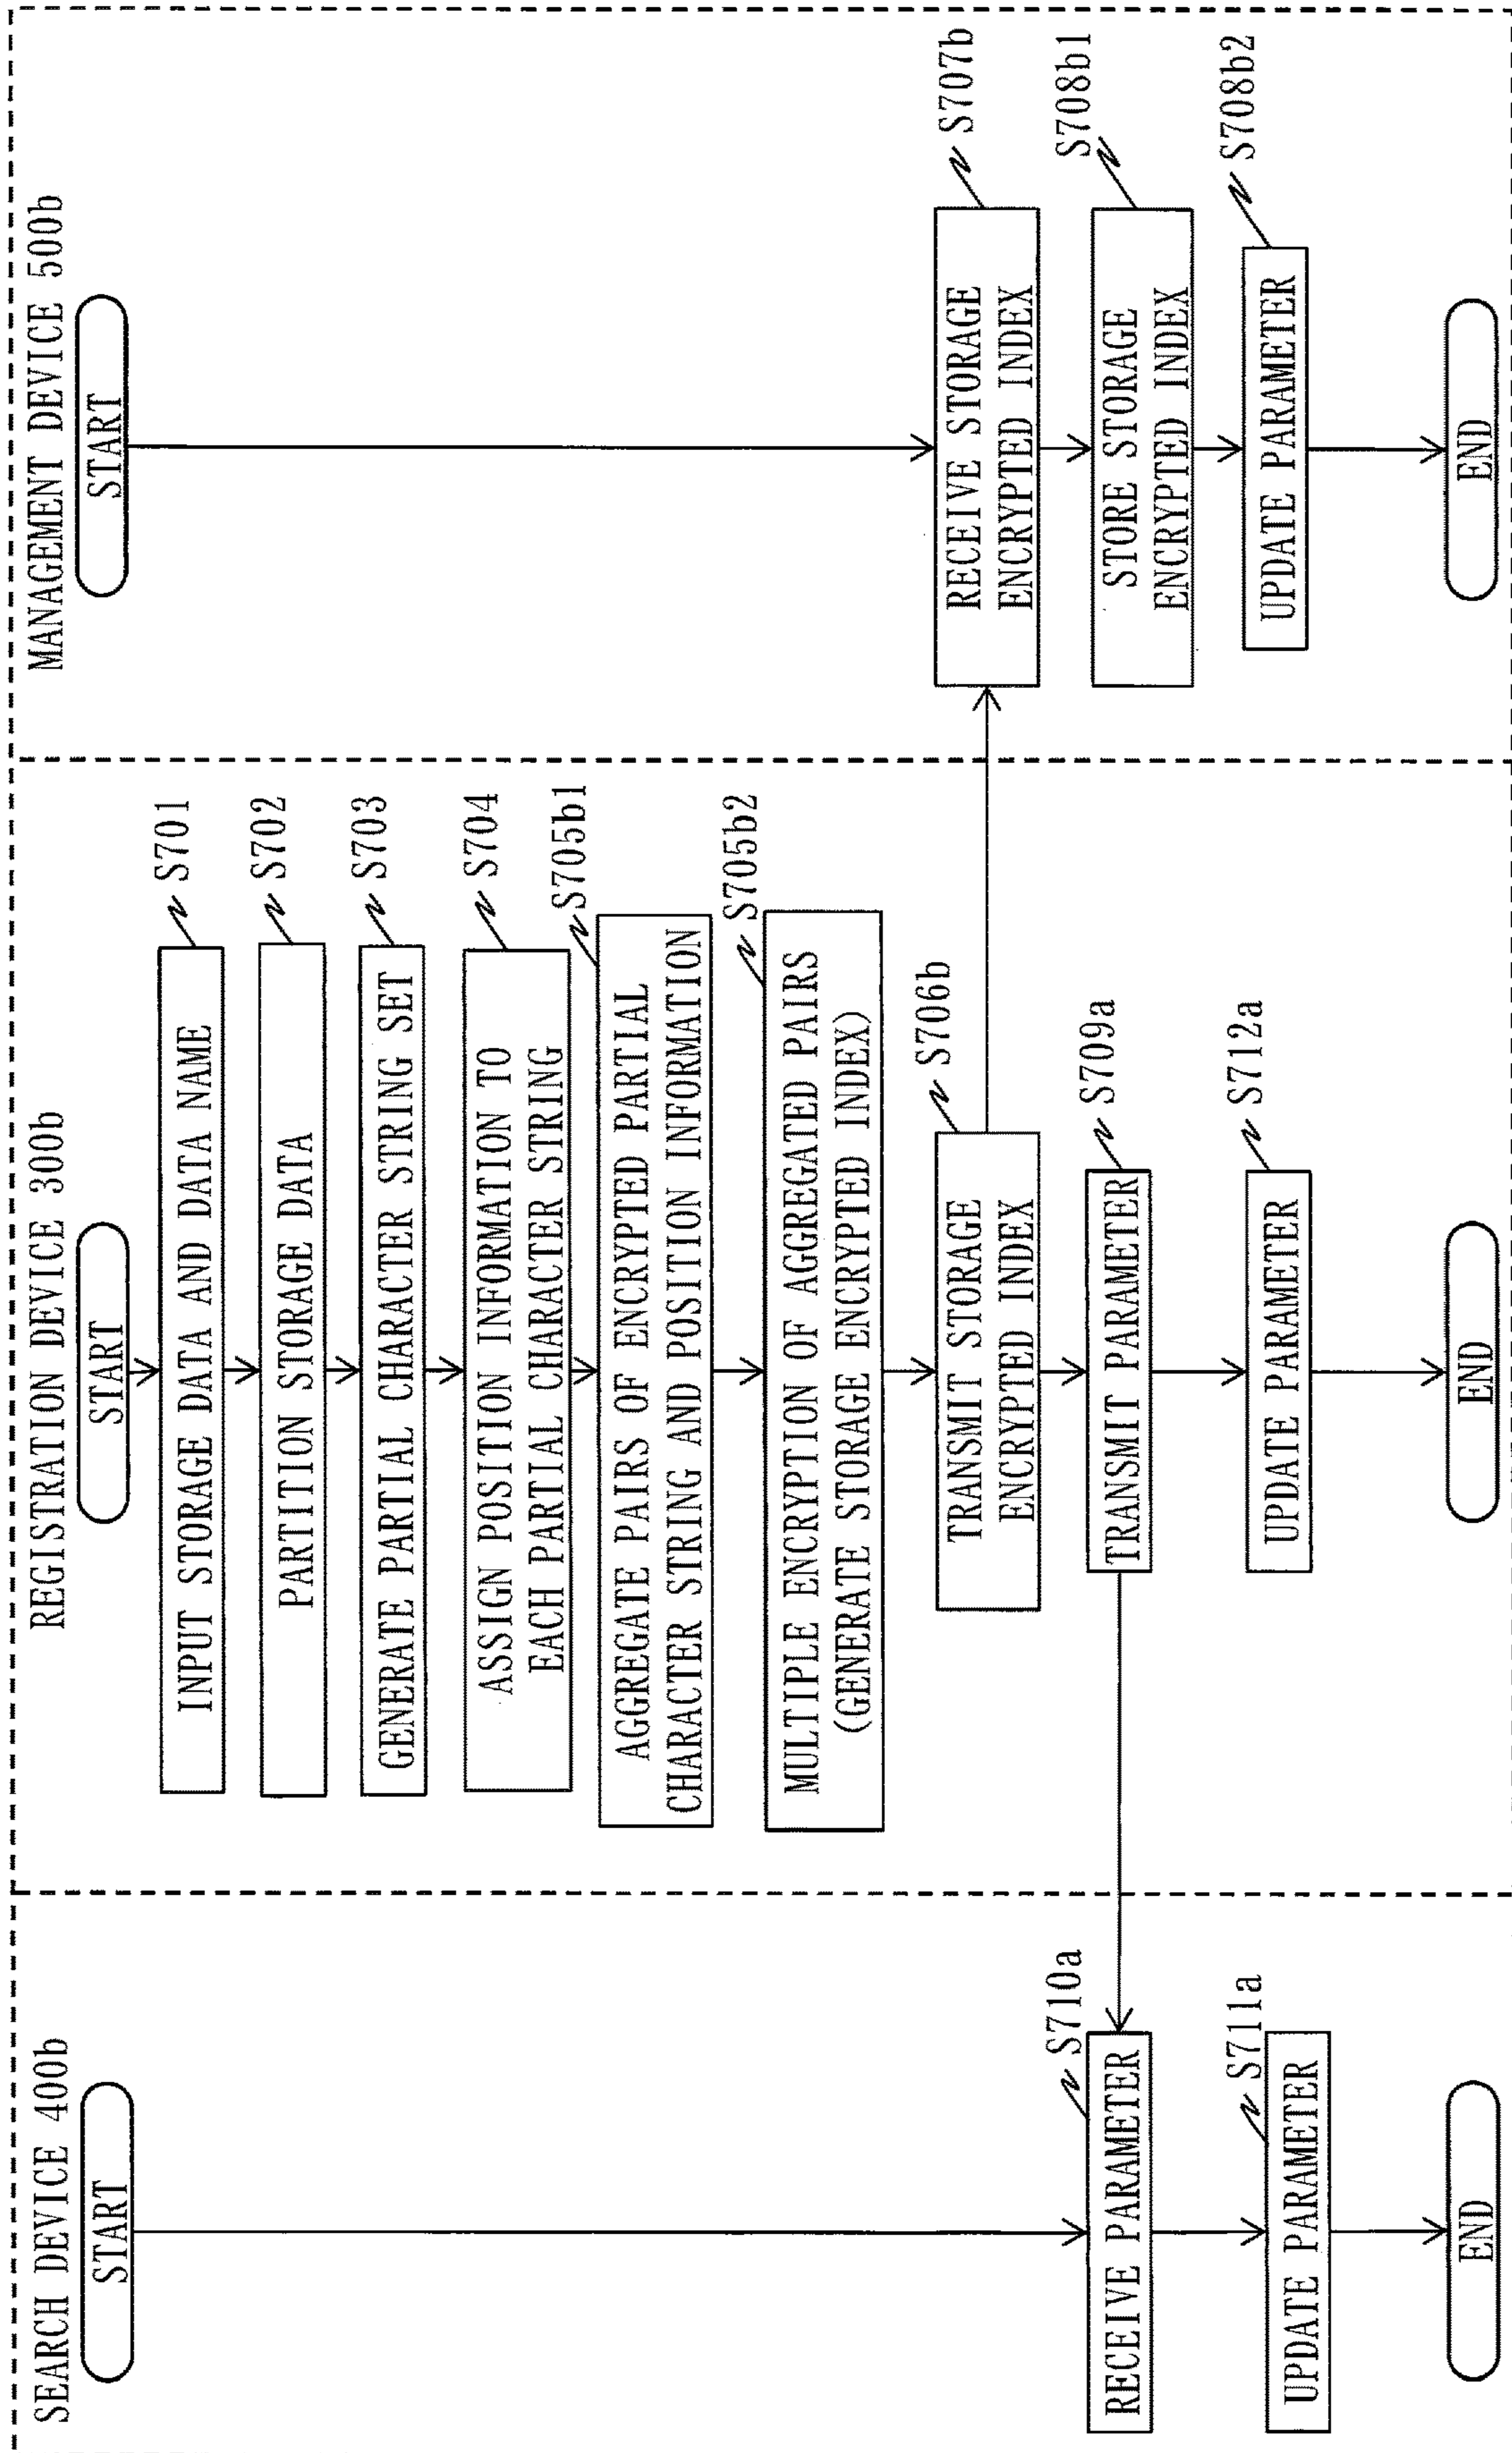 SEARCH DEVICE 400b
START
RECEIVE PARAMETER
S710a
UPDATE PARAMETER
S711a
END
REGISTRATION DEVICE 300b
START
INPUT STORAGE DATA AND DATA NAME
S701
PARTITION STORAGE DATA
S702
GENERATE PARTIAL CHARACTER STRING SET
S703
ASSIGN POSITION INFORMATION TO
EACH PARTIAL CHARACTER STRING
S704
AGGREGATE PAIRS OF ENCRYPTED PARTIAL
CHARACTER STRING AND POSITION INFORMATION
S705b1
MULTIPLE ENCRYPTION OF AGGREGATED PAIRS
(GENERATE STORAGE ENCRYPTED INDEX)
S705b2
TRANSMIT STORAGE
ENCRYPTED INDEX
S706b
TRANSMIT PARAMETER
S709a
UPDATE PARAMETER
S712a
END
MANAGEMENT DEVICE 500b
START
RECEIVE STORAGE
ENCRYPTED INDEX
S707b
STORE STORAGE
ENCRYPTED INDEX
S708b1
UPDATE PARAMETER
S708b2
END